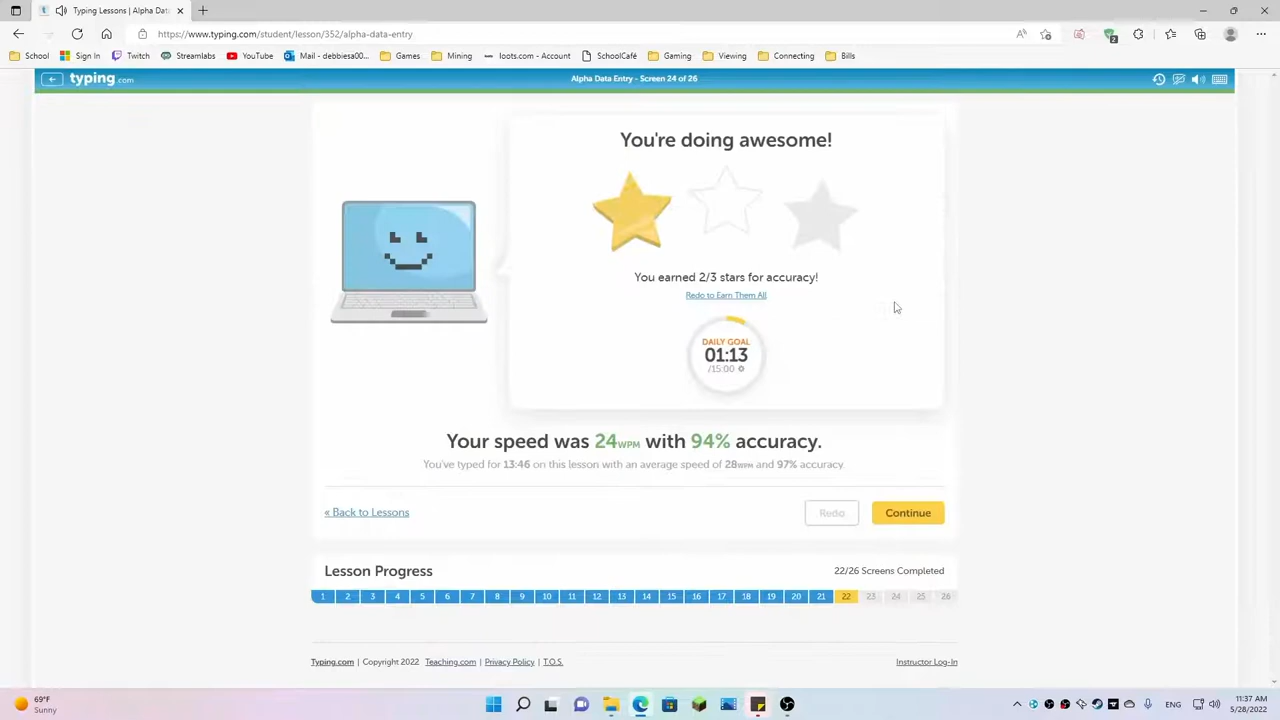 Typing Lessons | Alpha Dat
https://www.typing.com/student/lesson/352/alpha-data-entry
School Sign In Twitch Streamlabs YouTube Mail - debbiesa00... Games Mining loots.com - Account SchoolCafé Gaming Viewing Connecting Bills
typing.com Alpha Data Entry - Screen 24 of 26
You're doing awesome!
You earned 2/3 stars for accuracy!
Redo to Earn Them All
DAILY GOAL
01:13
/15:00
Your speed was 24WPM with 94% accuracy.
You've typed for 13:46 on this lesson with an average speed of 28WPM and 97% accuracy.
« Back to Lessons Redo Continue
Lesson Progress 22/26 Screens Completed
1 2 3 4 5 6 7 8 9 10 11 12 13 14 15 16 17 18 19 20 21 22 23 24 25 26
Typing.com | Copyright 2022 Teaching.com | Privacy Policy | T.O.S. Instructor Log-In
69°F
Sunny
ENG
11:37 AM
5/28/2022